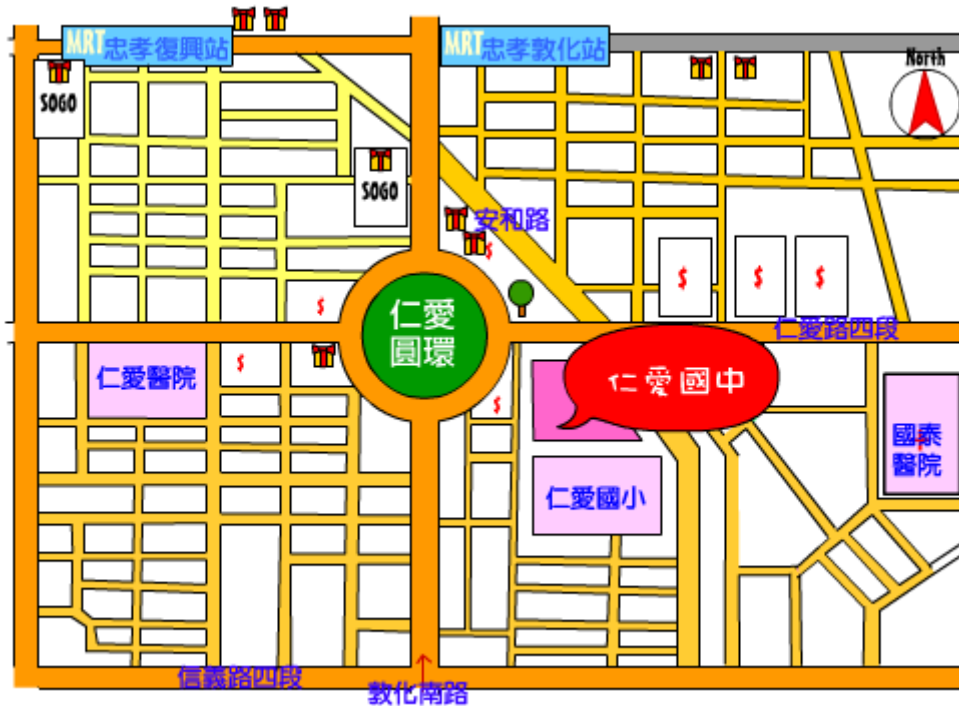 MRT忠孝復興站
MRT忠孝敦化站
North
SOGO
SOGO
安和路
$
$
$
$
$
仁愛
圓環
仁愛路四段
仁愛醫院
$
$
仁愛國中
國泰
醫院
仁愛國小
信義路四段
敦化南路